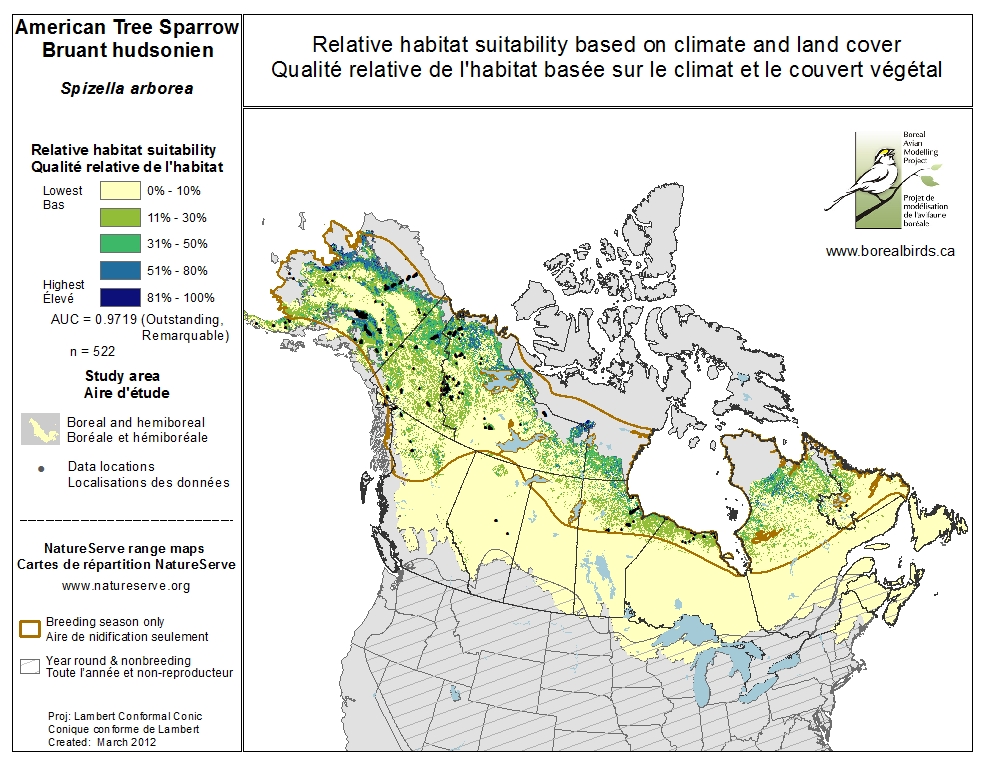 American Tree Sparrow
Bruant hudsonien
Spizella arborea
Relative habitat suitability based on climate and land cover
Qualité relative de l'habitat basée sur le climat et le couvert végétal
Relative habitat suitability
Qualité relative de l'habitat
Lowest
Bas
0% - 10%
11% - 30%
31% - 50%
51% - 80%
Highest
Élevé
81% - 100%
AUC = 0.9719 (Outstanding,
Remarquable)
n = 522
Study area
Aire d'étude
Boreal and hemiboreal
Boréale et hémiboréale
Data locations
Localisations des données
NatureServe range maps
Cartes de répartition NatureServe
www.natureserve.org
Breeding season only
Aire de nidification seulement
Year round & nonbreeding
Toute l'année et non-reproducteur
Proj: Lambert Conformal Conic
Conique conforme de Lambert
Created: March 2012
Boreal
Avian
Modelling
Project
Projet de
modélisation
de l'avifaune
boréale
www.borealbirds.ca